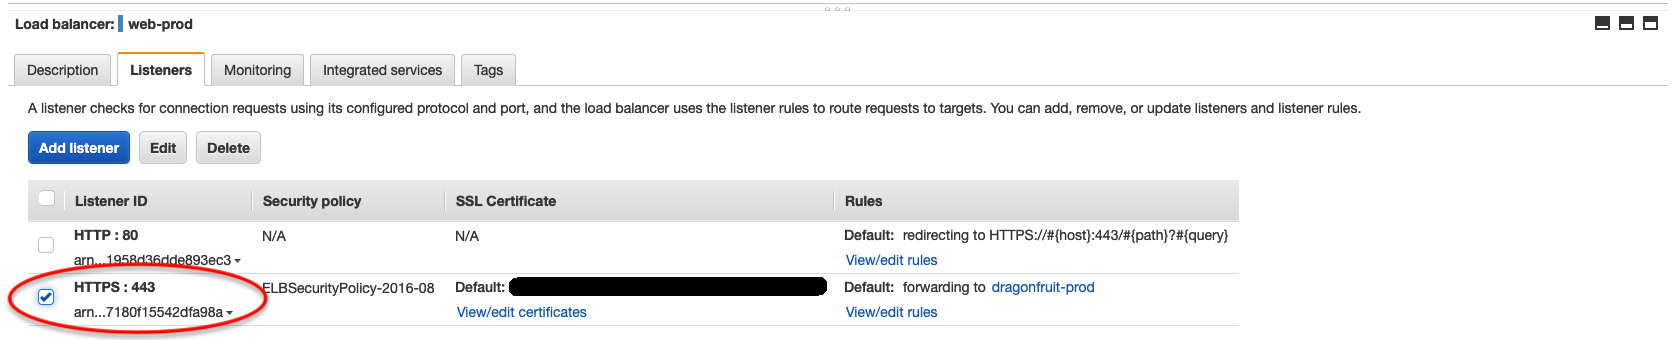 Load balancer: web-prod
Description Listeners Monitoring Integrated services Tags
A listener checks for connection requests using its configured protocol and port, and the load balancer uses the listener rules to route requests to targets. You can add, remove, or update listeners and listener rules.
Add listener Edit Delete
Listener ID Security policy SSL Certificate Rules
HTTP : 80 N/A N/A Default: redirecting to HTTPS://#{host}:443/#{path}?#{query}
arn...1958d36dde893ec3 View/edit rules
HTTPS : 443 ELBSecurityPolicy-2016-08 Default: Default: forwarding to dragonfruit-prod
arn...7180f15542dfa98a View/edit certificates View/edit rules